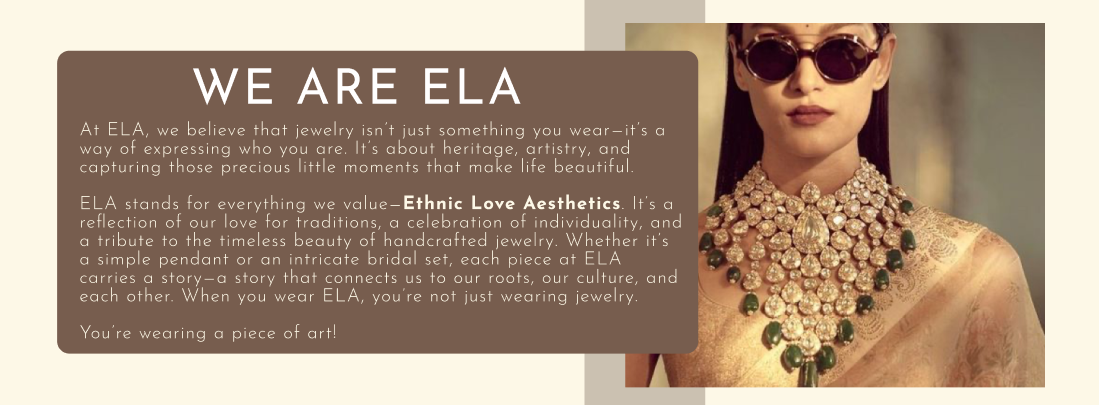 WE ARE ELA
At ELA, we believe that jewelry isn't just something you wear—it's a
way of expressing who you are. It's about heritage, artistry, and
capturing those precious little moments that make life beautiful.
ELA stands for everything we value—Ethnic Love Aesthetics. It's a
reflection of our love for traditions, a celebration of individuality, and
a tribute to the timeless beauty of handcrafted jewelry. Whether it's
a simple pendant or an intricate bridal set, each piece at ELA
carries a story—a story that connects us to our roots, our culture, and
each other. When you wear ELA, you're not just wearing jewelry.
You're wearing a piece of art!